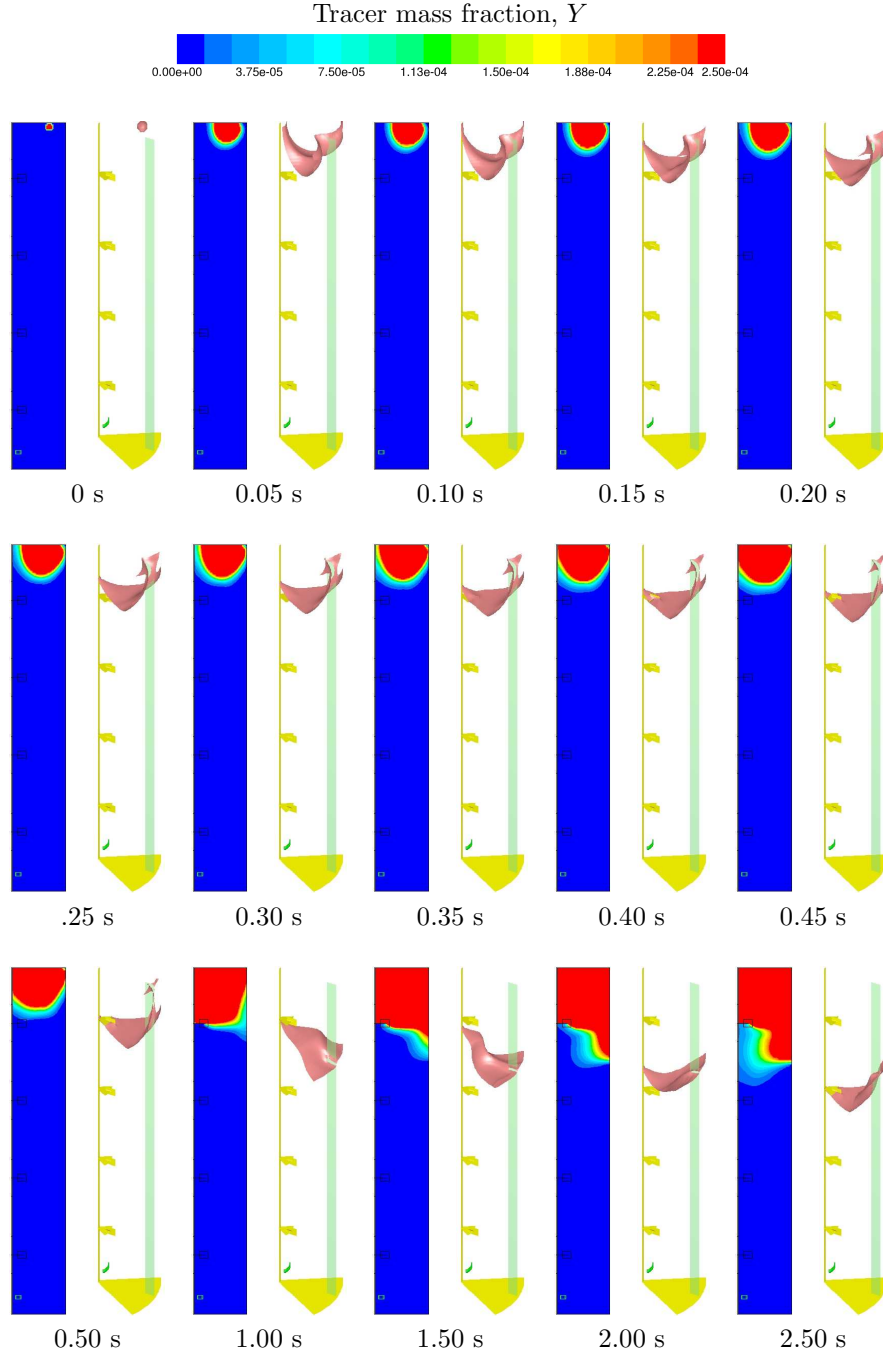 Tracer mass fraction, Y
0.00e+00 3.75e-05 7.50e-05 1.13e-04 1.50e-04 1.88e-04 2.25e-04 2.50e-04
0 s 0.05 s 0.10 s 0.15 s 0.20 s
.25 s 0.30 s 0.35 s 0.40 s 0.45 s
0.50 s 1.00 s 1.50 s 2.00 s 2.50 s